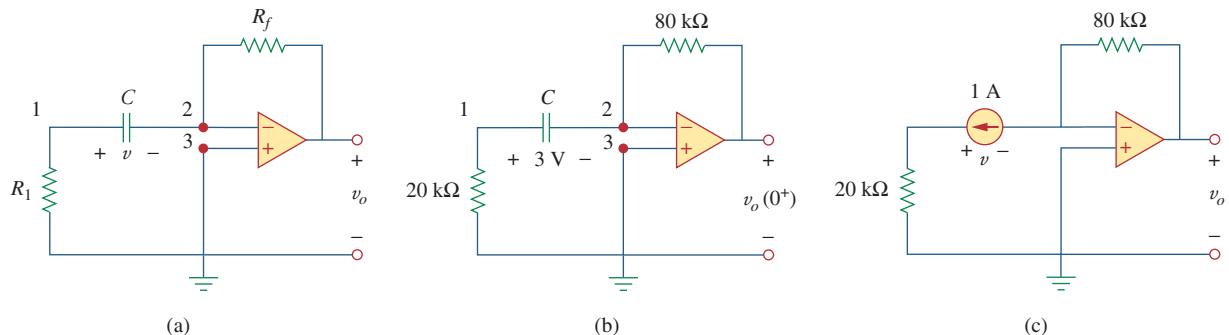 R_f
1
C
2
+ v −
3
−
+
R_1
+
v_o
−
(a)
80 kΩ
1
C
2
+ 3 V −
3
−
+
20 kΩ
+
v_o (0⁺)
−
(b)
80 kΩ
1 A
+ v −
−
+
20 kΩ
+
v_o
−
(c)